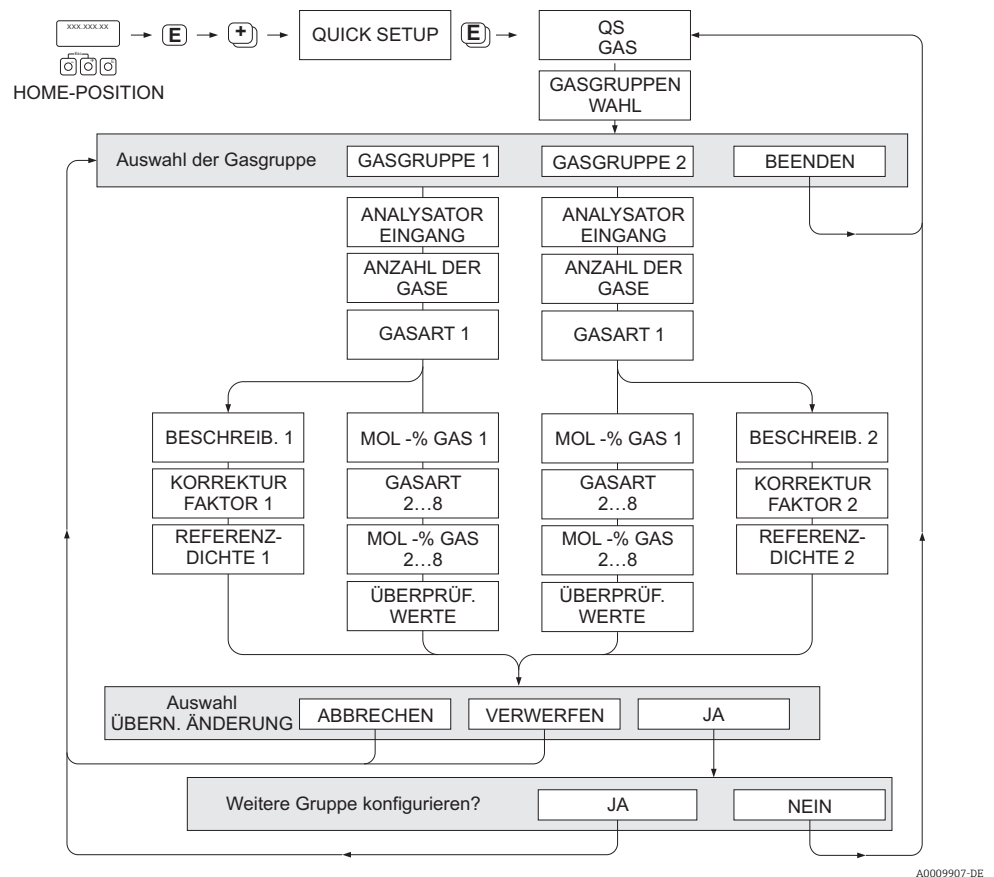 xxx.xxx.xx
Esc
E
+
QUICK SETUP
E
QS
GAS
HOME-POSITION
GASGRUPPEN
WAHL
Auswahl der Gasgruppe
GASGRUPPE 1
GASGRUPPE 2
BEENDEN
ANALYSATOR
EINGANG
ANALYSATOR
EINGANG
ANZAHL DER
GASE
ANZAHL DER
GASE
GASART 1
GASART 1
BESCHREIB. 1
MOL -% GAS 1
MOL -% GAS 1
BESCHREIB. 2
KORREKTUR
FAKTOR 1
GASART
2...8
GASART
2...8
KORREKTUR
FAKTOR 2
REFERENZ-
DICHTE 1
MOL -% GAS
2...8
MOL -% GAS
2...8
REFERENZ-
DICHTE 2
ÜBERPRÜF.
WERTE
ÜBERPRÜF.
WERTE
Auswahl
ÜBERN. ÄNDERUNG
ABBRECHEN
VERWERFEN
JA
Weitere Gruppe konfigurieren?
JA
NEIN
A0009907-DE